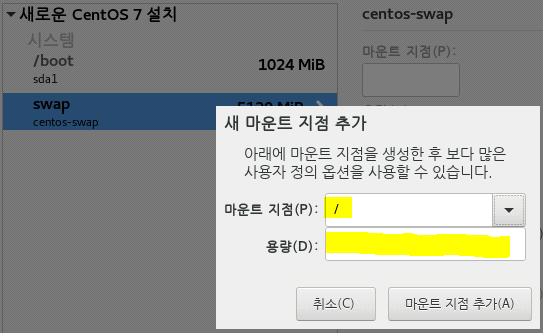 새로운 CentOS 7 설치
시스템
/boot
1024 MiB
sda1
swap
5120 MiB
centos-swap
centos-swap
마운트 지점(P):
새 마운트 지점 추가
아래에 마운트 지점을 생성한 후 보다 많은
사용자 정의 옵션을 사용할 수 있습니다.
마운트 지점(P):
/
용량(D):
취소(C)
마운트 지점 추가(A)